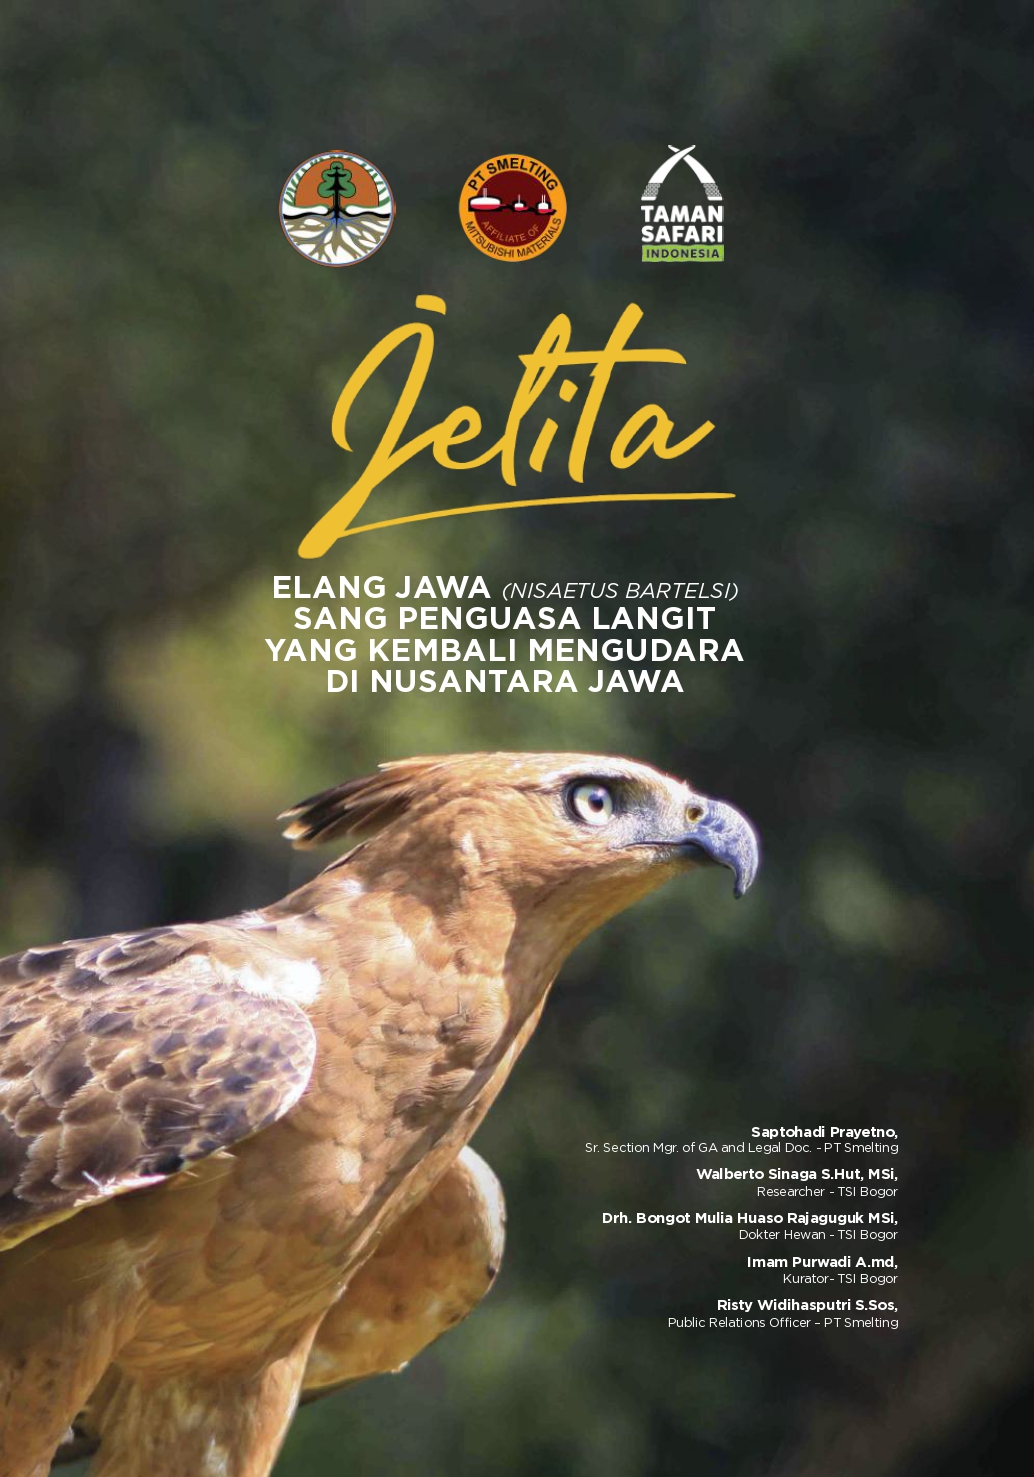 PT SMELTING
AFFILIATE OF
MITSUBISHI MATERIALS
TAMAN
SAFARI
INDONESIA
Jelita
ELANG JAWA (NISAETUS BARTELSI)
SANG PENGUASA LANGIT
YANG KEMBALI MENGUDARA
DI NUSANTARA JAWA
Saptohadi Prayetno,
Sr. Section Mgr. of GA and Legal Doc. - PT Smelting
Walberto Sinaga S.Hut, MSi,
Researcher - TSI Bogor
Drh. Bongot Mulia Huaso Rajaguguk MSi,
Dokter Hewan - TSI Bogor
Imam Purwadi A.md,
Kurator- TSI Bogor
Risty Widihasputri S.Sos,
Public Relations Officer – PT Smelting